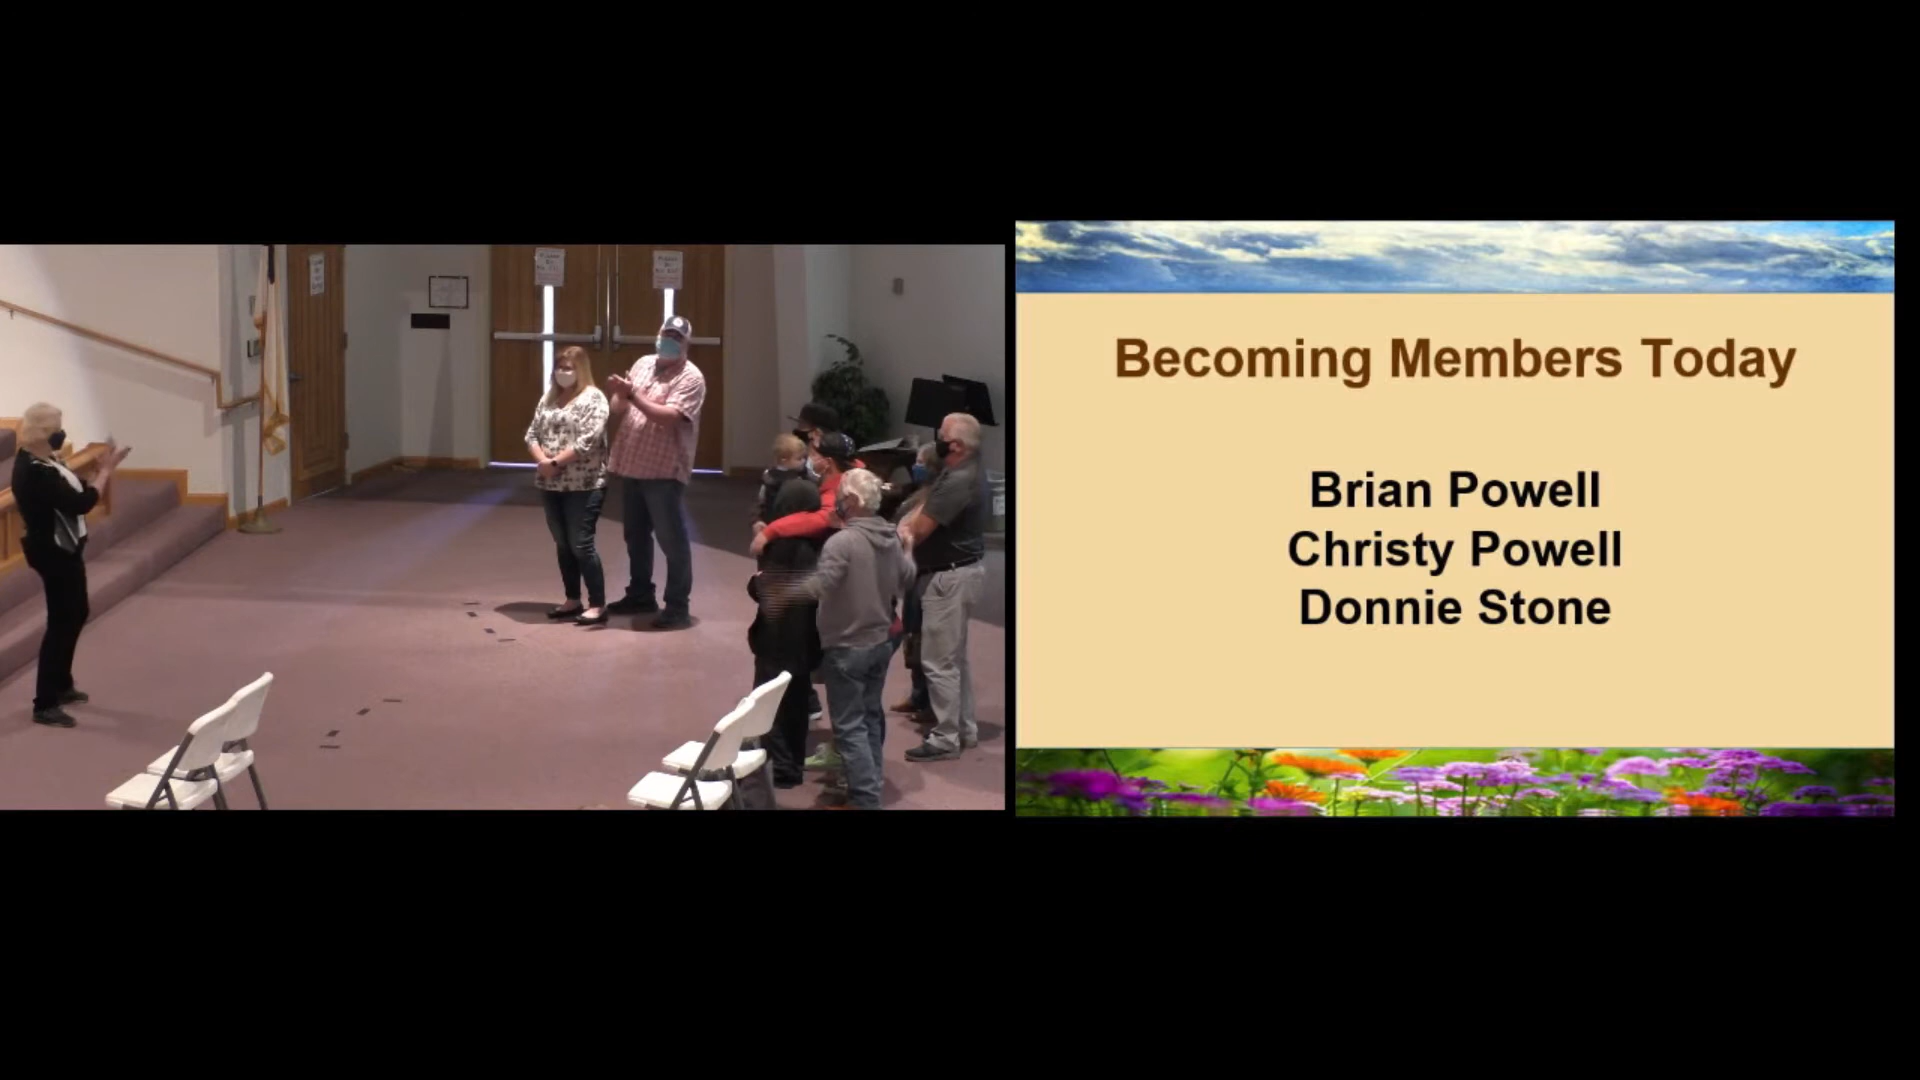 Becoming Members Today
Brian Powell
Christy Powell
Donnie Stone